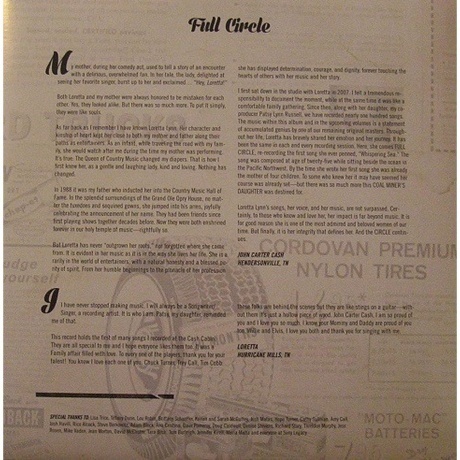 Full Circle
My mother, during her comedy act, used to tell a story of an encounter
with a delirious, overwhelmed fan. In her tale, the lady, delighted at
seeing her favorite singer, burst up to her and exclaimed... "Hey, Loretta!"
Both Loretta and my mother were always honored to be mistaken for each
other. Yes, they looked alike. But there was so much more. To put it simply,
they were like souls.
As far back as I remember I have known Loretta Lynn. Her character and
kinship of heart kept her close to both my mother and father along their
paths as entertainers. As an infant, while traveling the road with my fam-
ily, she would watch after me during the time my mother was performing.
It's true: The Queen of Country Music changed my diapers. That is how I
first knew her, as a gentle and laughing lady, kind and loving. Nothing has
changed.
In 1988 it was my father who inducted her into the Country Music Hall of
Fame. In the splendid surroundings of the Grand Ole Opry House, no mat-
ter the tuxedos and sequined gowns, she jumped into his arms, joyfully
celebrating the announcement of her name. They had been friends since
first playing shows together decades before. Now they were both enshrined
forever in our holy temple of music—rightfully so.
But Loretta has never "outgrown her roots," nor forgotten where she came
from. It is evident in her music as it is in the way she lives her life. She is a
rarity in the world of entertainers, with a natural honesty and a blessed pu-
rity of spirit. From her humble beginnings to the pinnacle of her profession,
she has displayed determination, courage, and dignity, forever touching the
hearts of others with her music and her story.
I first sat down in the studio with Loretta in 2007. I felt a tremendous re-
sponsibility to document the moment, while at the same time it was like a
comfortable family gathering. Since then, along with her daughter, my co-
producer Patsy Lynn Russell, we have recorded nearly one hundred songs.
The music within this album and in the upcoming volumes is a statement
of accumulated genius by one of our remaining original masters. Through-
out her life, Loretta has bravely shared her emotion and her journey. It has
been the same in each and every recording session. Here, she comes FULL
CIRCLE, re-recording the first song she ever penned, "Whispering Sea." The
song was composed at age of twenty-five while sitting beside the ocean in
the Pacific Northwest. By the time she wrote her first song she was already
the mother of four children. To some who knew her it may have seemed her
course was already set—but there was so much more this COAL MINER'S
DAUGHTER was destined for.
Loretta Lynn's songs, her voice, and her music, are not surpassed. Cer-
tainly, to those who know and love her, her impact is far beyond music. It is
for good reason she is one of the most admired and beloved women of our
time. But finally, it is her integrity that defines her. And the CIRCLE contin-
ues.
JOHN CARTER CASH
HENDERSONVILLE, TN
I have never stopped making music. I will always be a Songwriter/
Singer, a recording artist. It is who I am. Patsy, my daughter, reminded
me of that.
This record holds the first of many songs I recorded at the Cash Cabin.
They are all special to me and I hope everyone likes them too. It was a
Family affair filled with love. To every one of the players, thank you for your
talent! You know I love each one of you. Chuck Turner, Trey Call, Tim Cobb:
these folks are behind the scenes but they are like strings on a guitar—with-
out them it's just a hollow piece of wood. John Carter Cash, I am so proud of
you and I love you so much. I know your Mommy and Daddy are proud of you
too. Willie and Elvis, I love you both and thank you for singing with me.
LORETTA
HURRICANE MILLS, TN
CORDOVAN PREMIUM
NYLON TIRES
MOTO-MAC
BATTERIES
BACK
SPECIAL THANKS TO: